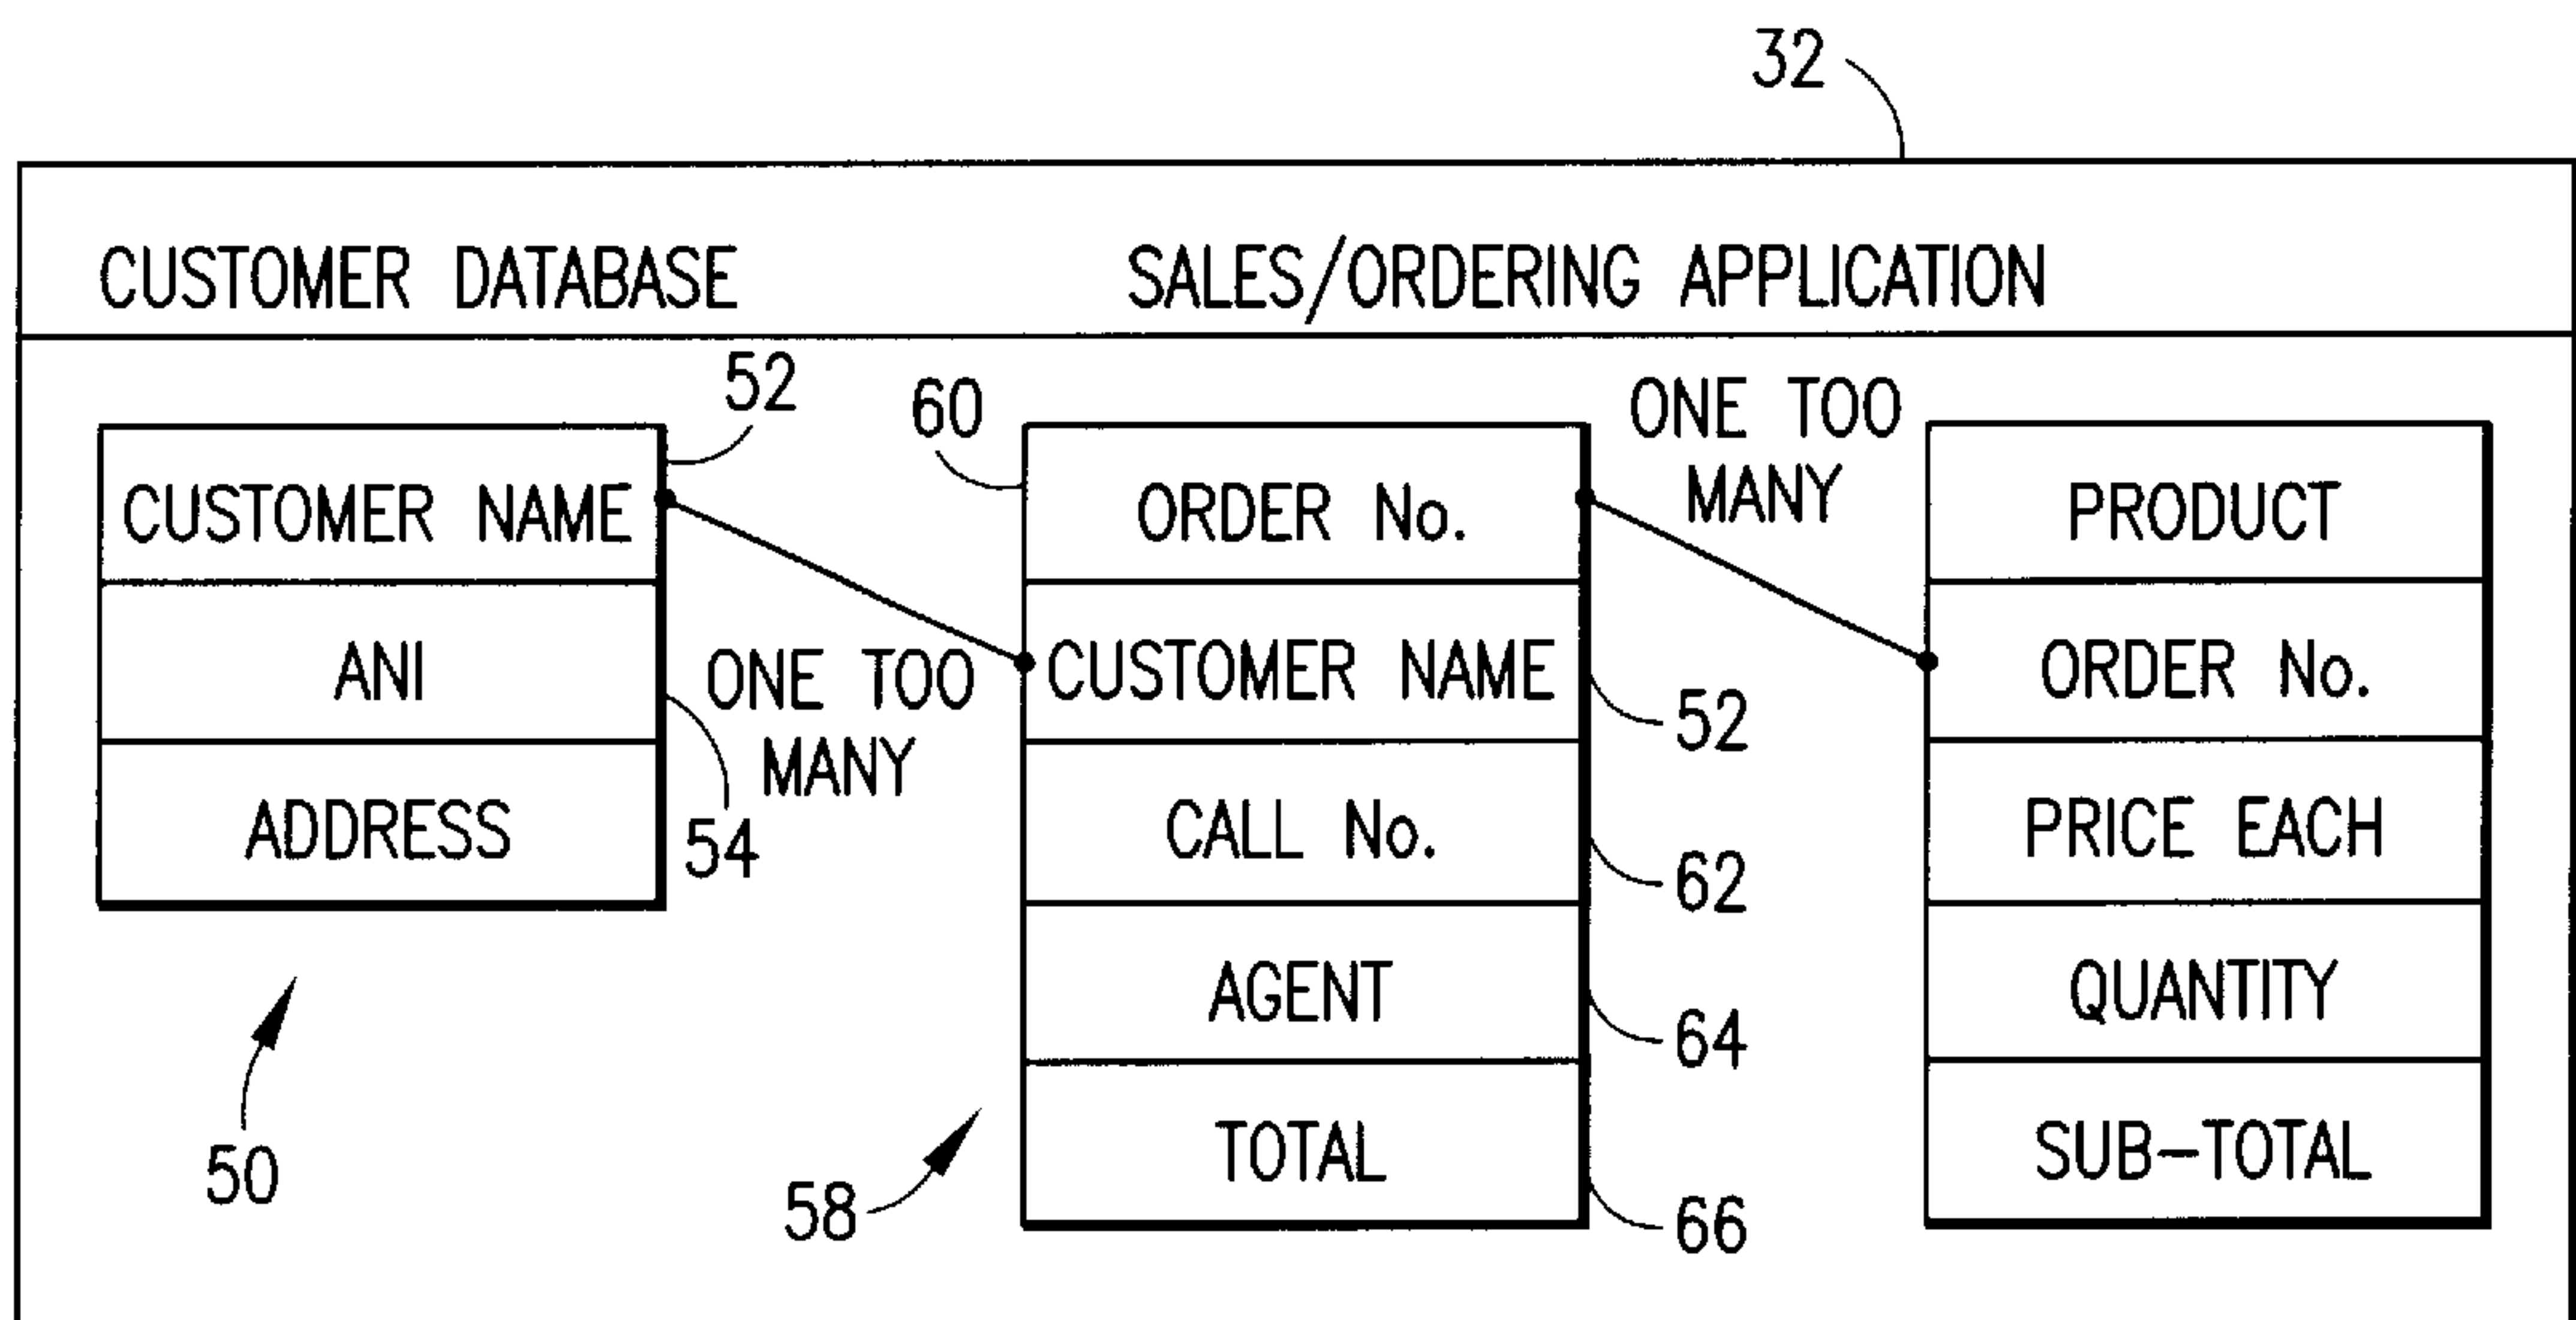 32
CUSTOMER DATABASE
SALES/ORDERING APPLICATION
52
CUSTOMER NAME
ANI
ADDRESS
54
50
ONE TOO
MANY
60
ORDER No.
CUSTOMER NAME
CALL No.
AGENT
TOTAL
52
62
64
66
58
ONE TOO
MANY
PRODUCT
ORDER No.
PRICE EACH
QUANTITY
SUB-TOTAL